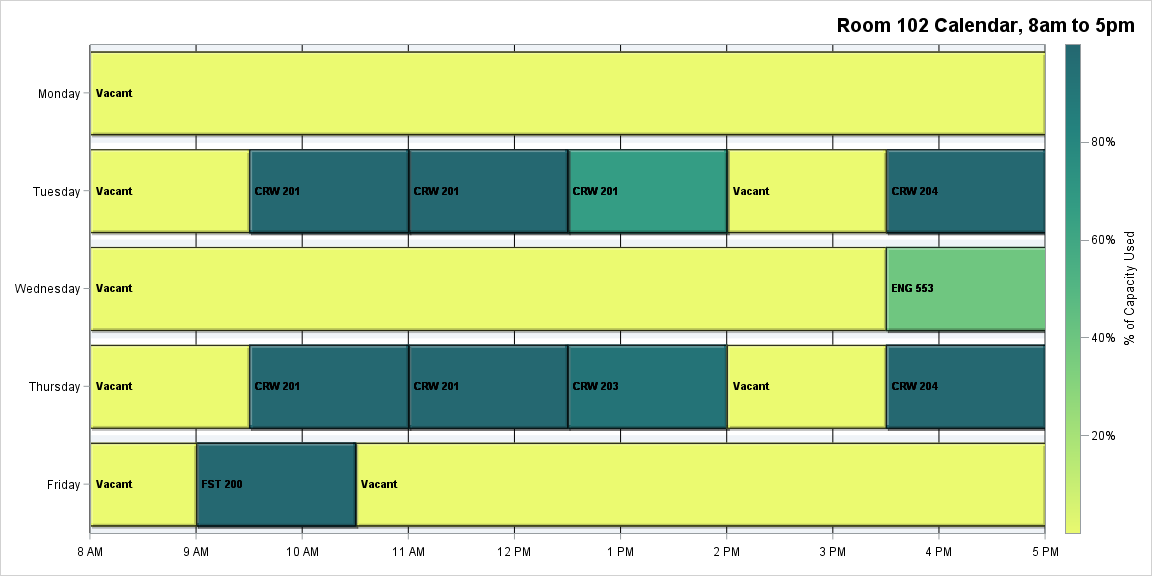 Room 102 Calendar, 8am to 5pm
Monday
Vacant
Tuesday
Vacant
CRW 201
CRW 201
CRW 201
Vacant
CRW 204
Wednesday
Vacant
ENG 553
Thursday
Vacant
CRW 201
CRW 201
CRW 203
Vacant
CRW 204
Friday
Vacant
FST 200
Vacant
8 AM
9 AM
10 AM
11 AM
12 PM
1 PM
2 PM
3 PM
4 PM
5 PM
80%
60%
40%
20%
% of Capacity Used